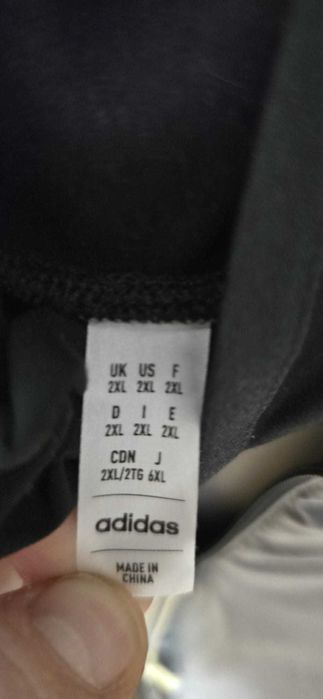 UK US F
2XL 2XL 2XL
D I E
2XL 2XL 2XL
CDN J
2XL/2TG 6XL
adidas
MADE IN
CHINA